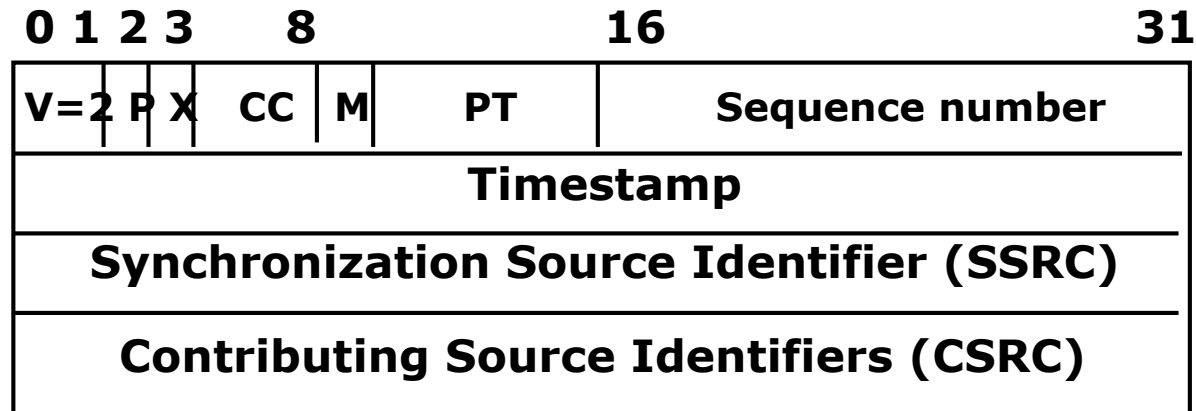 0 1 2 3 8 16 31
V=2 P X CC M PT Sequence number
Timestamp
Synchronization Source Identifier (SSRC)
Contributing Source Identifiers (CSRC)